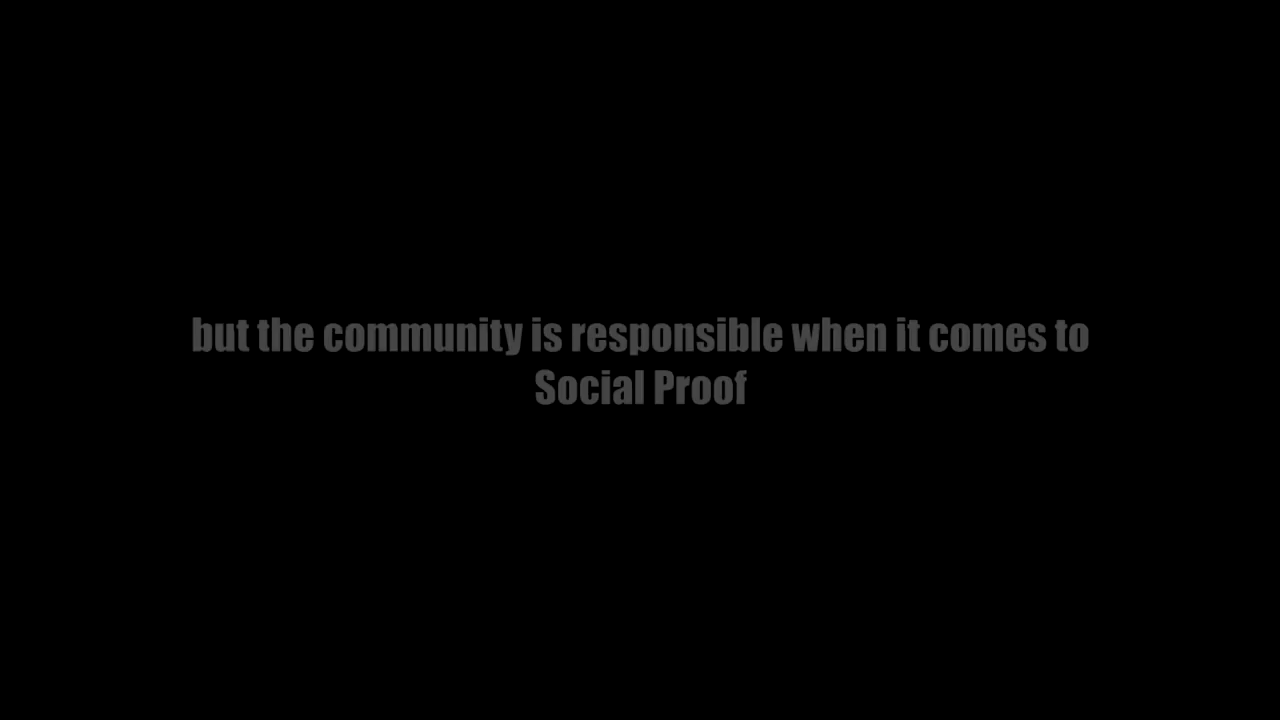 but the community is responsible when it comes to
Social Proof